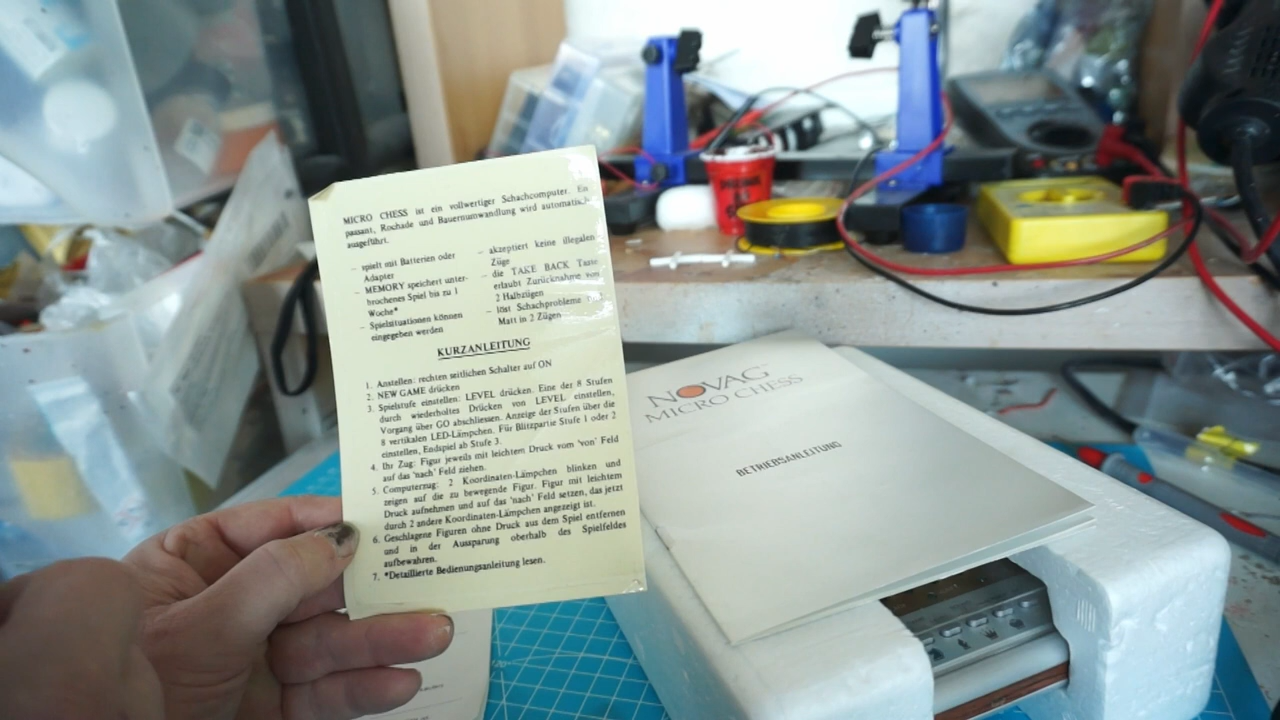 MICRO CHESS ist ein vollwertiger Schachcomputer. En
passant, Rochade und Bauernumwandlung wird automatisch
ausgeführt.
– spielt mit Batterien oder
Adapter
– MEMORY speichert unter-
brochenes Spiel bis zu 1
Woche*
– Spielsituationen können
eingegeben werden
– akzeptiert keine illegalen
Züge
– die TAKE BACK Taste
erlaubt Zurücknahme von
2 Halbzügen
– löst Schachprobleme
Matt in 2 Zügen
KURZANLEITUNG
1. Anstellen: rechten seitlichen Schalter auf ON
2. NEW GAME drücken
3. Spielstufe einstellen: LEVEL drücken. Eine der 8 Stufen
durch wiederholtes Drücken von LEVEL einstellen,
Vorgang über GO abschliessen. Anzeige der Stufen über die
8 vertikalen LED-Lämpchen. Für Blitzpartie Stufe 1 oder 2
einstellen, Endspiel ab Stufe 3.
4. Ihr Zug: Figur jeweils mit leichtem Druck vom 'von' Feld
auf das 'nach' Feld ziehen.
5. Computerzug: 2 Koordinaten-Lämpchen blinken und
zeigen auf die zu bewegende Figur. Figur mit leichtem
Druck aufnehmen und auf das 'nach' Feld setzen, das jetzt
durch 2 andere Koordinaten-Lämpchen angezeigt ist.
6. Geschlagene Figuren ohne Druck aus dem Spiel entfernen
und in der Aussparung oberhalb des Spielfeldes
aufbewahren.
7. *Detaillierte Bedienungsanleitung lesen.
NOVAG
MICRO CHESS
BETRIEBSANLEITUNG